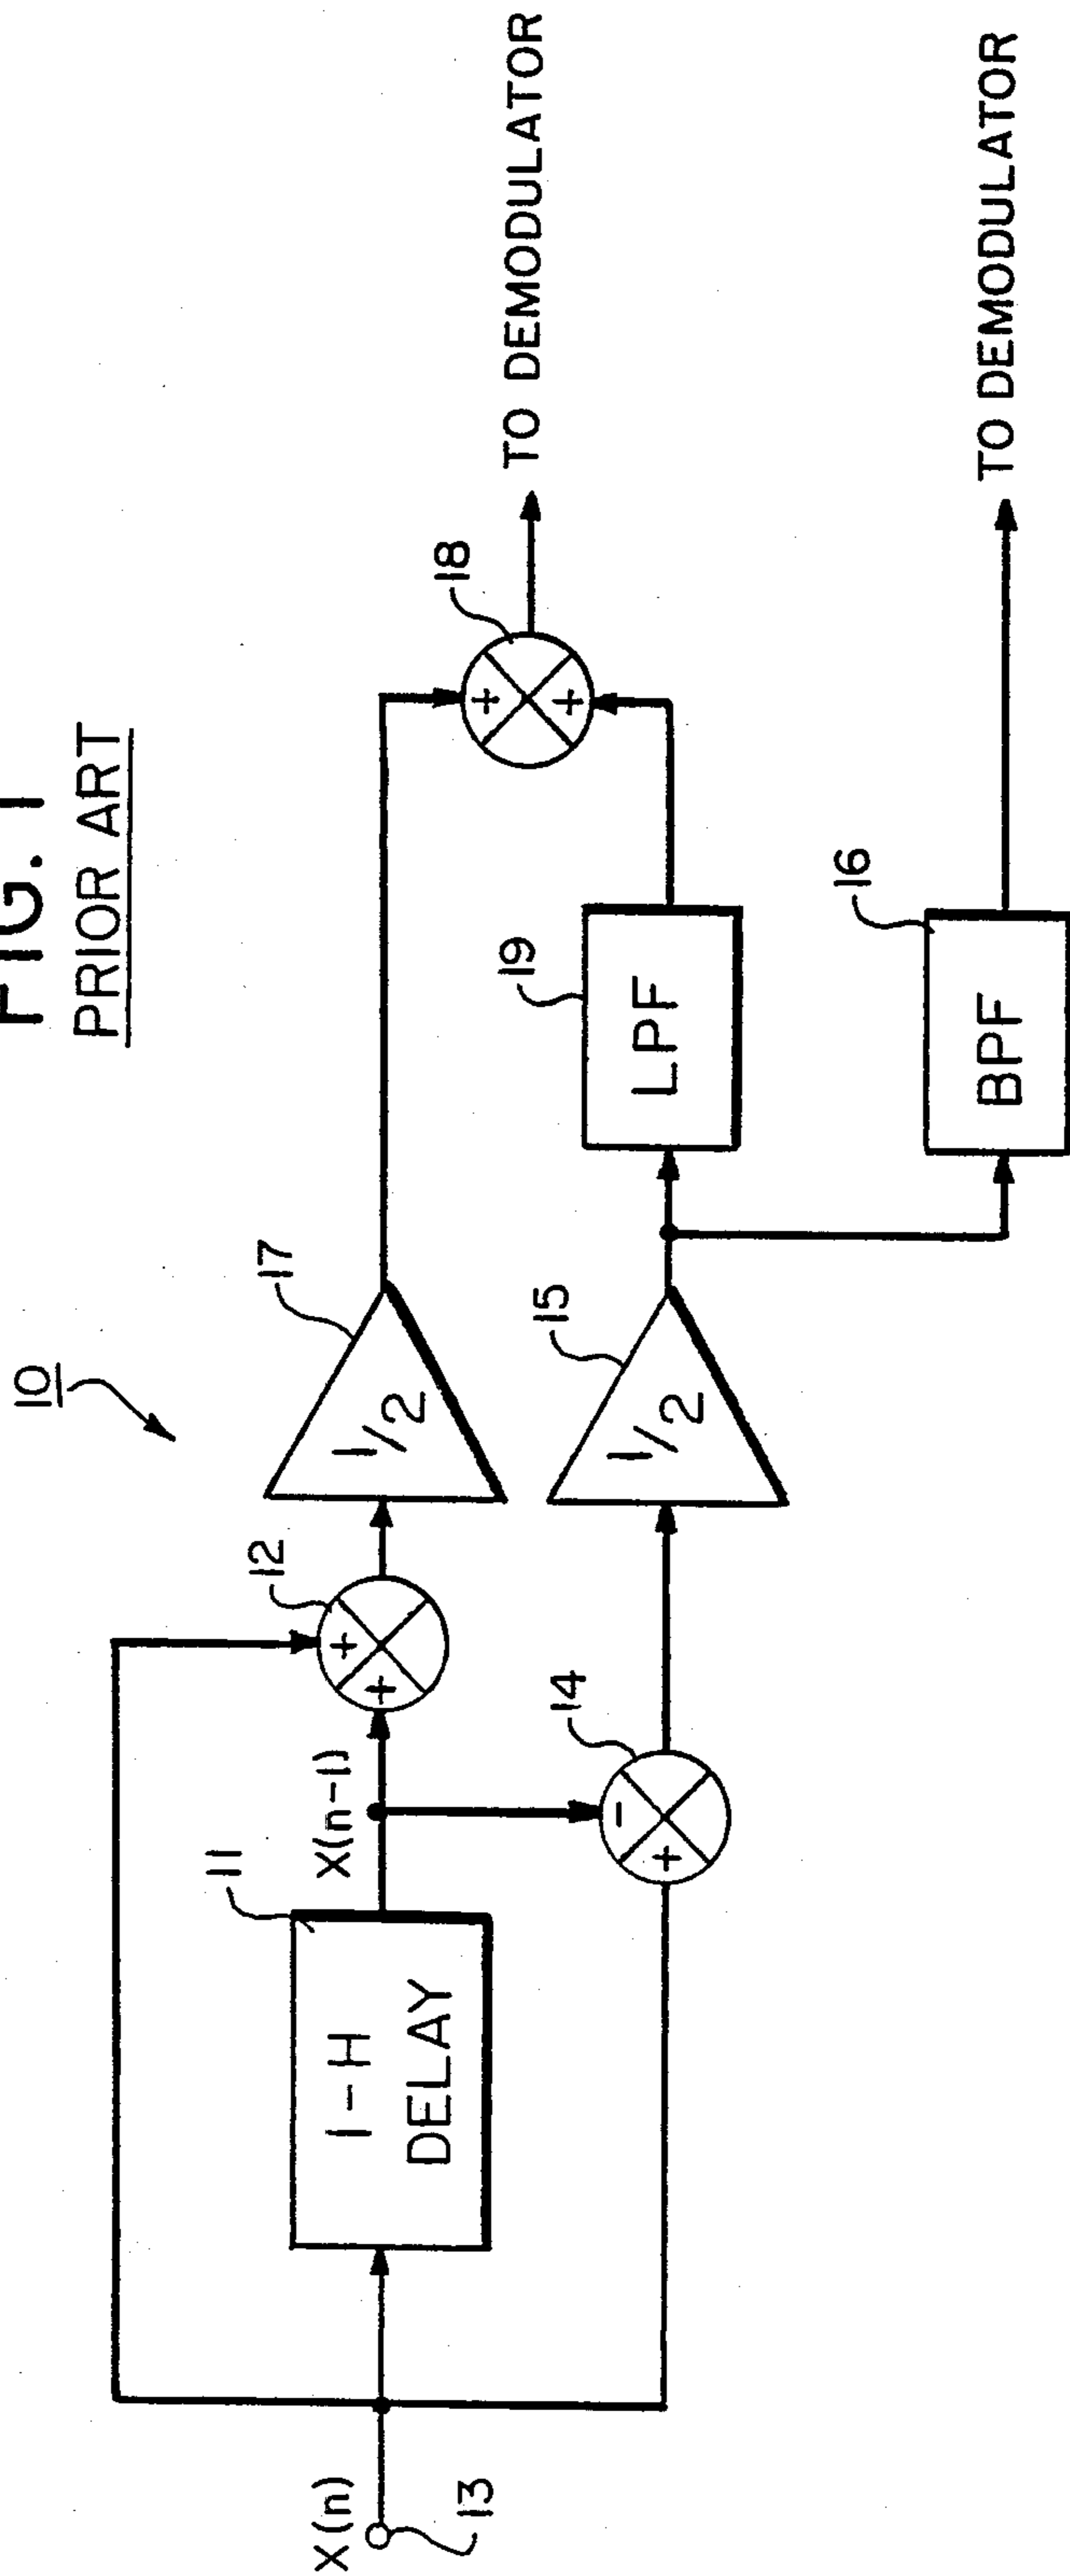 FIG. 1
PRIOR ART
10
X(n)
13
1-H
DELAY
11
X(n-1)
+
+
12
-
+
14
1/2
17
1/2
15
LPF
19
BPF
16
+
+
18
TO DEMODULATOR
TO DEMODULATOR